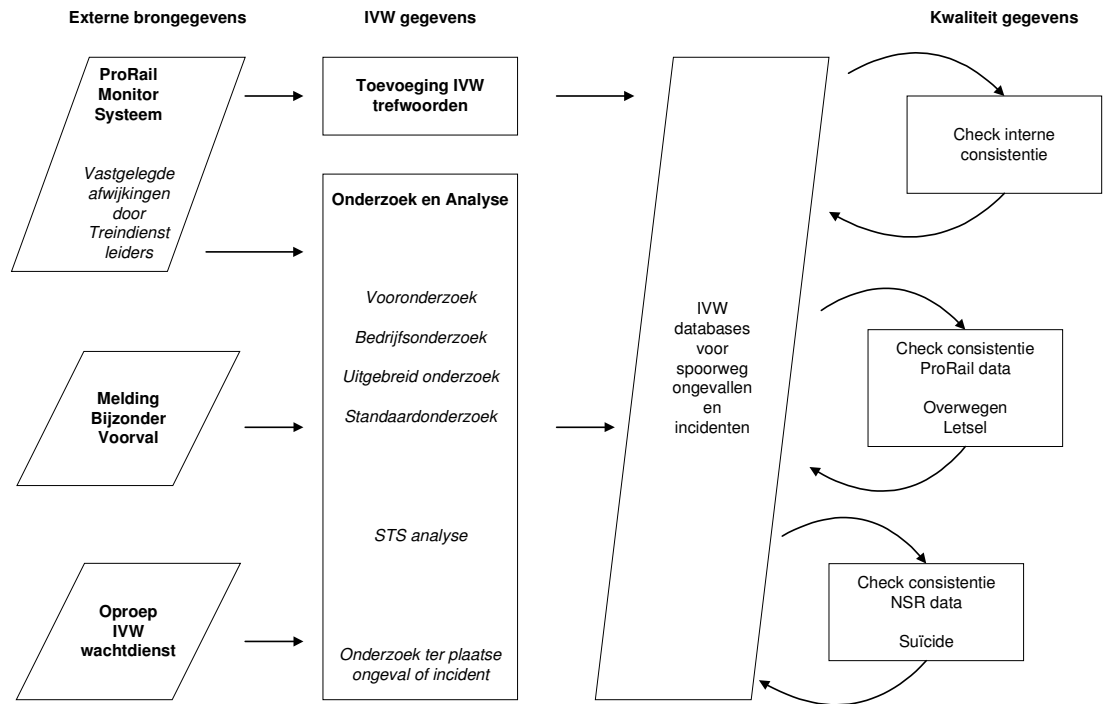 Externe brongegevens
IVW gegevens
Kwaliteit gegevens
ProRail
Monitor
Systeem
Vastgelegde
afwijkingen
door
Treindienst
leiders
Toevoeging IVW
trefwoorden
Onderzoek en Analyse
Vooronderzoek
Bedrijfsonderzoek
Uitgebreid onderzoek
Standaardonderzoek
STS analyse
Onderzoek ter plaatse
ongeval of incident
Melding
Bijzonder
Voorval
Oproep
IVW
wachtdienst
IVW
databases
voor
spoorweg
ongevallen
en
incidenten
Check interne
consistentie
Check consistentie
ProRail data
Overwegen
Letsel
Check consistentie
NSR data
Suïcide